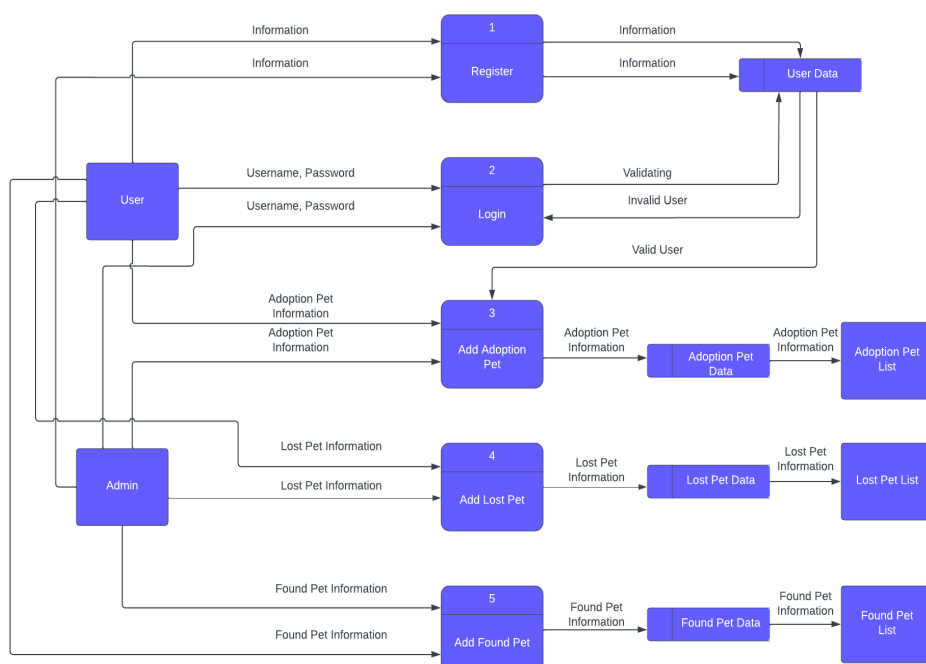 1
Information
Information
Information
Information
Register
User Data
User
2
Username, Password
Username, Password
Login
Validating
Invalid User
Valid User
3
Adoption Pet
Information
Adoption Pet
Information
Add Adoption
Pet
Adoption Pet
Information
Adoption Pet
Data
Adoption Pet
Information
Adoption Pet
List
4
Lost Pet Information
Lost Pet Information
Admin
Add Lost Pet
Lost Pet
Information
Lost Pet Data
Lost Pet
Information
Lost Pet List
5
Found Pet Information
Found Pet Information
Add Found Pet
Found Pet
Information
Found Pet Data
Found Pet
Information
Found Pet
List